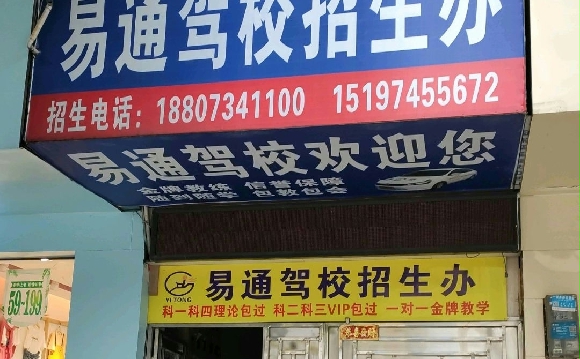 易通驾校招生办
招生电话：18807341100 15197455672
易通驾校欢迎您
金牌教练 信誉保障
随到随学 包教包会
YI TONG
易通驾校招生办
科一科四理论包过 科二科三VIP包过 一对一金牌教学
59-199